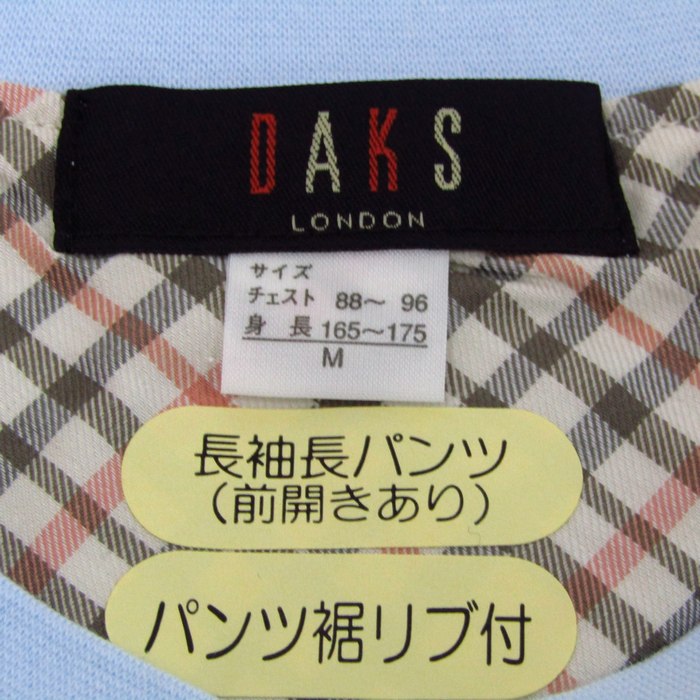 DAKS
LONDON
サイズ
チェスト 88〜 96
身 長 165〜175
M
長袖長パンツ
(前開きあり)
パンツ裾リブ付